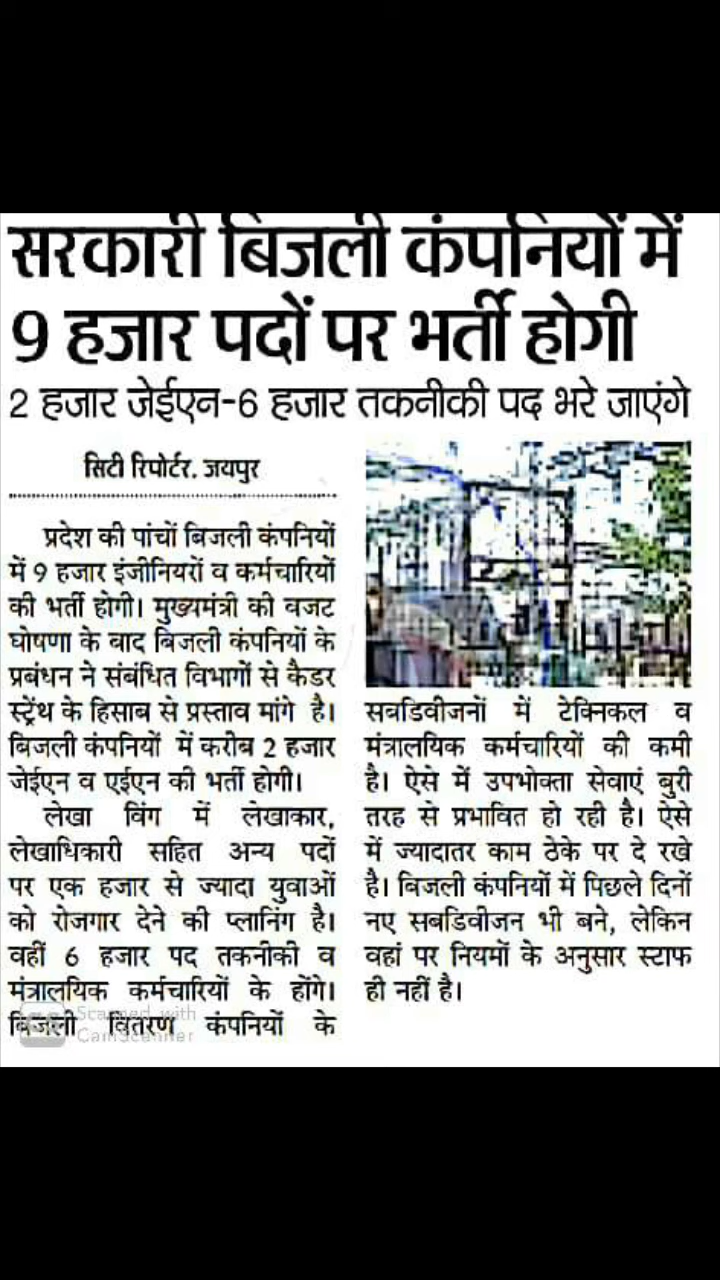 सरकारी बिजली कंपनियों में
9 हजार पदों पर भर्ती होगी
2 हजार जेईएन-6 हजार तकनीकी पद भरे जाएंगे
सिटी रिपोर्टर. जयपुर
प्रदेश की पांचों बिजली कंपनियों
में 9 हजार इंजीनियरों व कर्मचारियों
की भर्ती होगी। मुख्यमंत्री की बजट
घोषणा के बाद बिजली कंपनियों के
प्रबंधन ने संबंधित विभागों से कैडर
स्ट्रेंथ के हिसाब से प्रस्ताव मांगे है।
बिजली कंपनियों में करीब 2 हजार
जेईएन व एईएन की भर्ती होगी।
लेखा विंग में लेखाकार,
लेखाधिकारी सहित अन्य पदों
पर एक हजार से ज्यादा युवाओं
को रोजगार देने की प्लानिंग है।
वहीं 6 हजार पद तकनीकी व
मंत्रालयिक कर्मचारियों के होंगे।
बिजली वितरण कंपनियों के
सबडिवीजनों में टेक्निकल व
मंत्रालयिक कर्मचारियों की कमी
है। ऐसे में उपभोक्ता सेवाएं बुरी
तरह से प्रभावित हो रही है। ऐसे
में ज्यादातर काम ठेके पर दे रखे
है। बिजली कंपनियों में पिछले दिनों
नए सबडिवीजन भी बने, लेकिन
वहां पर नियमों के अनुसार स्टाफ
ही नहीं है।
CS
Scanned with
CamScanner